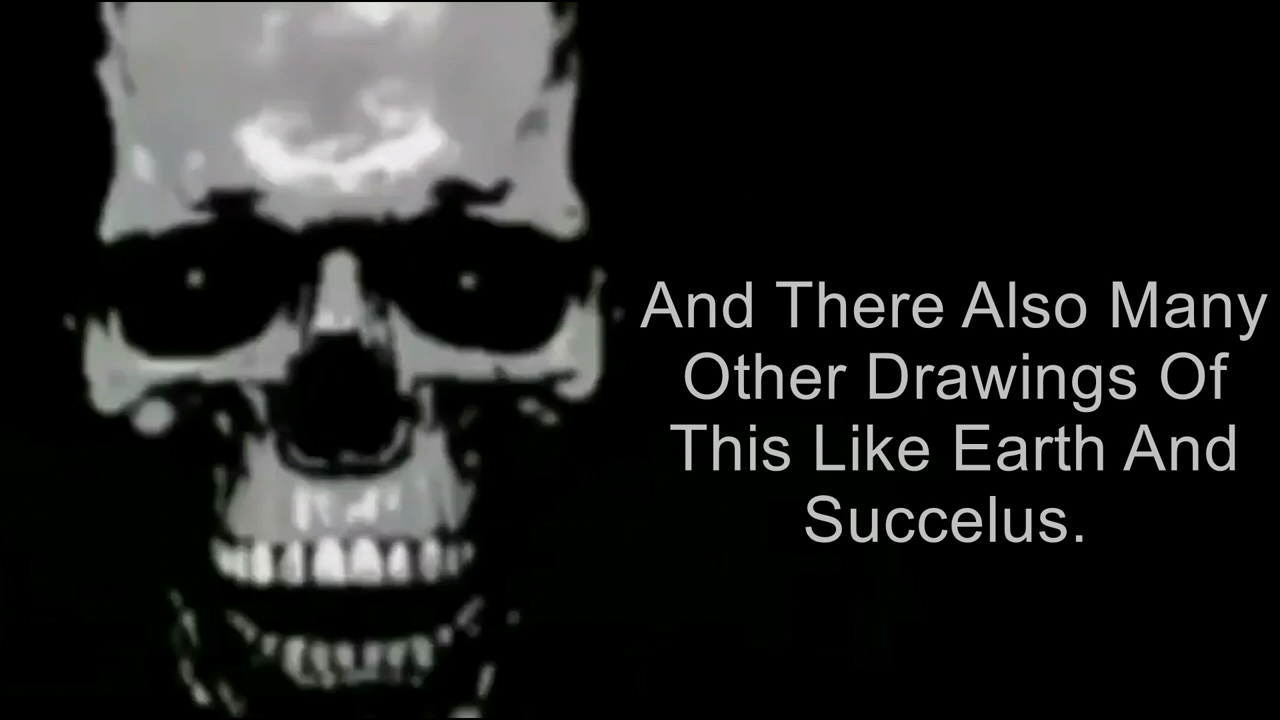 And There Also Many
Other Drawings Of
This Like Earth And
Succelus.